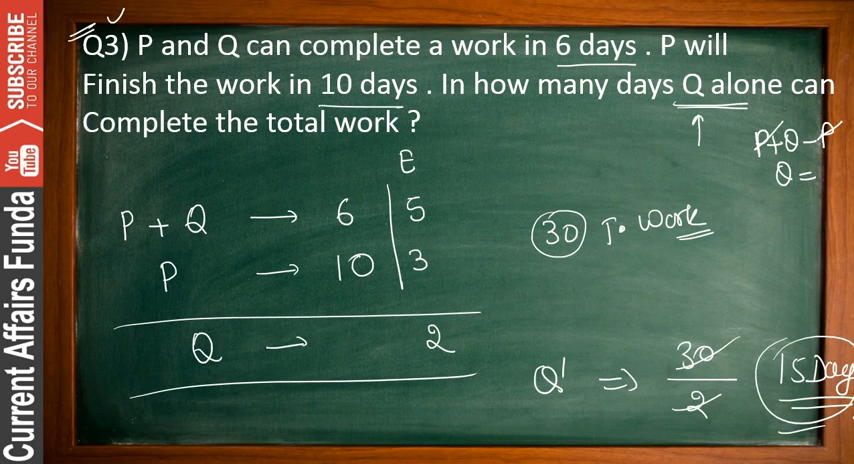 SUBSCRIBE
TO OUR CHANNEL
You Tube
Current Affairs Funda
Q3) P and Q can complete a work in 6 days . P will
Finish the work in 10 days . In how many days Q alone can
Complete the total work ?
P+Q-P
Q =
E
P + Q → 6 | 5
P → 10 | 3
30 T. Work
Q → 2
Q' ⇒ 30/2 15 Day